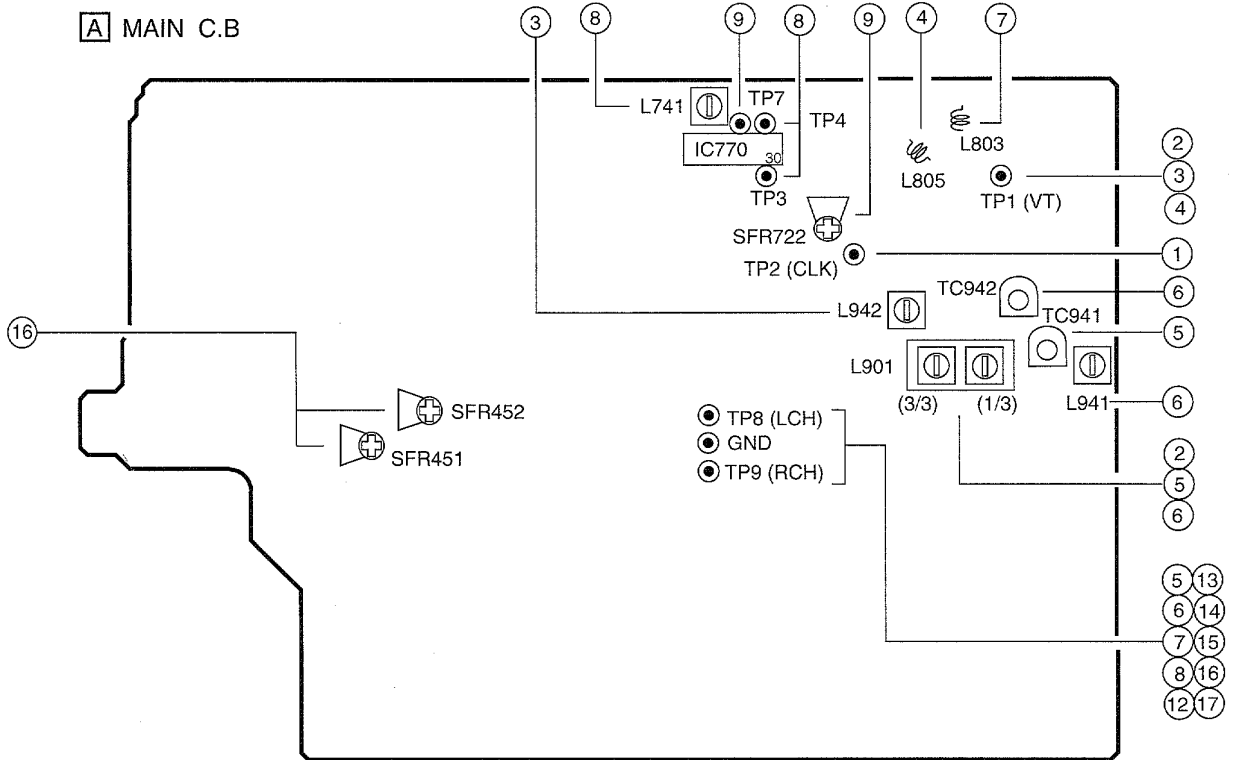 A MAIN C.B
3 8 9 8 9 4 7
L741
TP7
TP4
IC770
30
TP3
L803
L805
TP1 (VT)
2
3
4
SFR722
TP2 (CLK)
1
TC942
6
L942
TC941
5
16
L901
(3/3) (1/3)
L941
6
SFR452
SFR451
TP8 (LCH)
GND
TP9 (RCH)
2
5
6
5 13
6 14
7 15
8 16
12 17